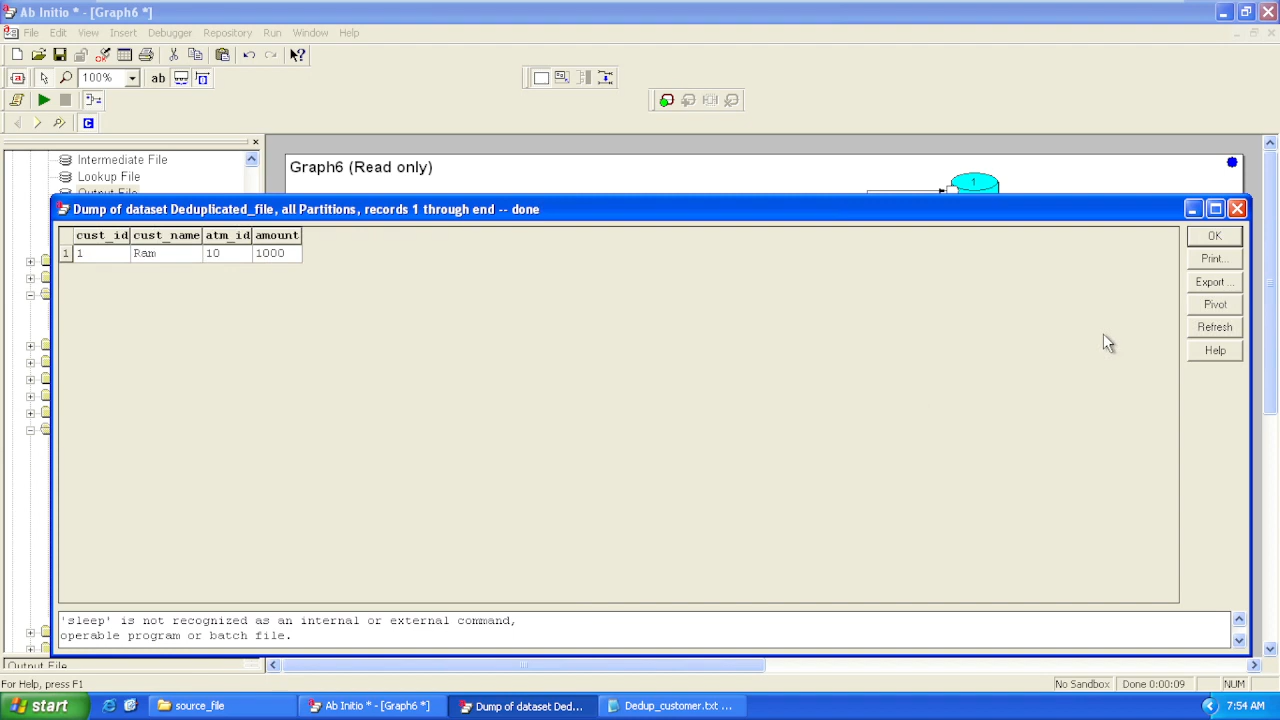 Ab Initio * - [Graph6 *]
File Edit View Insert Debugger Repository Run Window Help
100% ab
Intermediate File
Lookup File
Output File
Graph6 (Read only)
1
Dump of dataset Deduplicated_file, all Partitions, records 1 through end -- done
cust_id cust_name atm_id amount
1 1 Ram 10 1000
OK
Print...
Export ...
Pivot
Refresh
Help
'sleep' is not recognized as an internal or external command,
operable program or batch file.
Output File
For Help, press F1 No Sandbox Done 0:00:09 NUM
start source_file Ab Initio * - [Graph6 *] Dump of dataset Ded... Dedup_customer.txt ... 7:54 AM